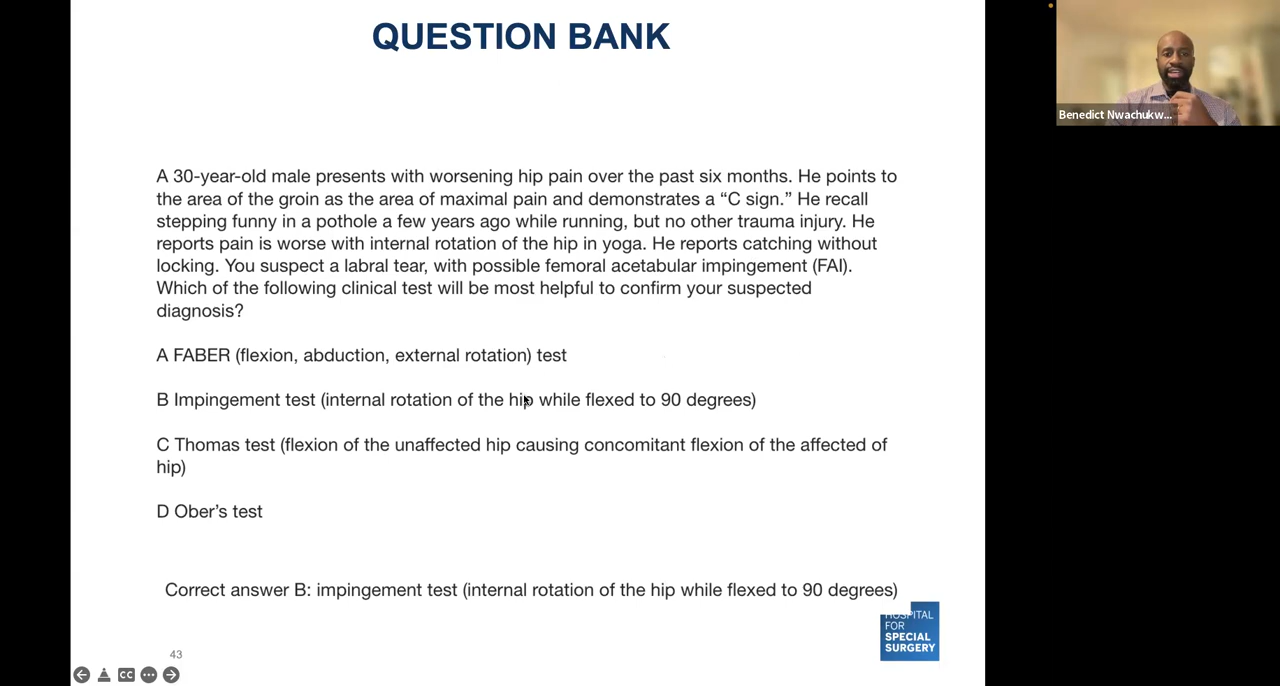 QUESTION BANK
Benedict Nwachukw...
A 30-year-old male presents with worsening hip pain over the past six months. He points to
the area of the groin as the area of maximal pain and demonstrates a “C sign.” He recall
stepping funny in a pothole a few years ago while running, but no other trauma injury. He
reports pain is worse with internal rotation of the hip in yoga. He reports catching without
locking. You suspect a labral tear, with possible femoral acetabular impingement (FAI).
Which of the following clinical test will be most helpful to confirm your suspected
diagnosis?
A FABER (flexion, abduction, external rotation) test
B Impingement test (internal rotation of the hip while flexed to 90 degrees)
C Thomas test (flexion of the unaffected hip causing concomitant flexion of the affected of
hip)
D Ober’s test
Correct answer B: impingement test (internal rotation of the hip while flexed to 90 degrees)
HOSPITAL
FOR
SPECIAL
SURGERY
43
CC